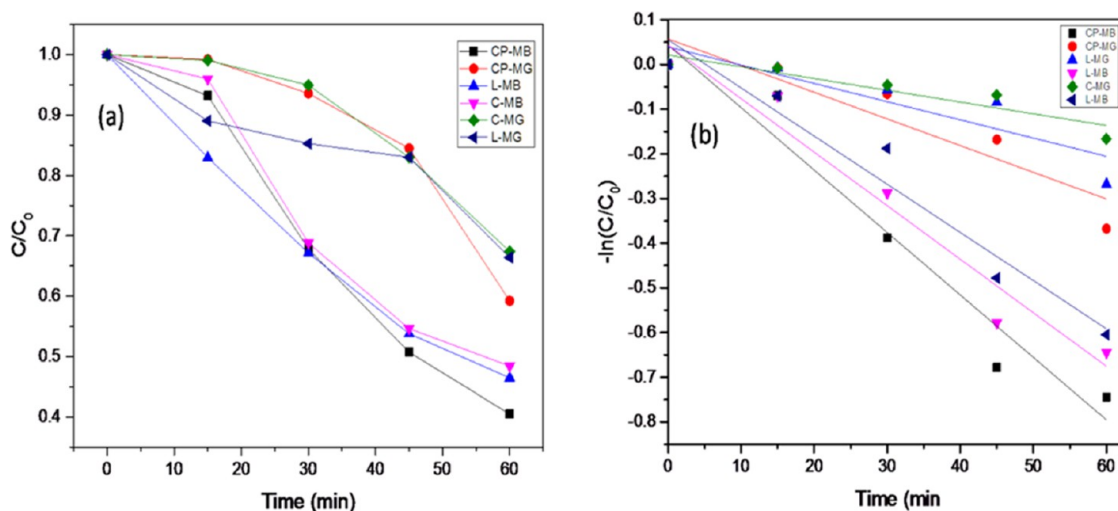 (a)
1.0
0.9
0.8
0.7
0.6
0.5
0.4
C/C₀
0
10
20
30
40
50
60
Time (min)
CP-MB
CP-MG
L-MB
C-MB
C-MG
L-MG
(b)
0.1
0.0
-0.1
-0.2
-0.3
-0.4
-0.5
-0.6
-0.7
-0.8
-ln(C/C₀)
0
10
20
30
40
50
60
Time (min
CP-MB
CP-MG
L-MG
L-MB
C-MG
L-MB